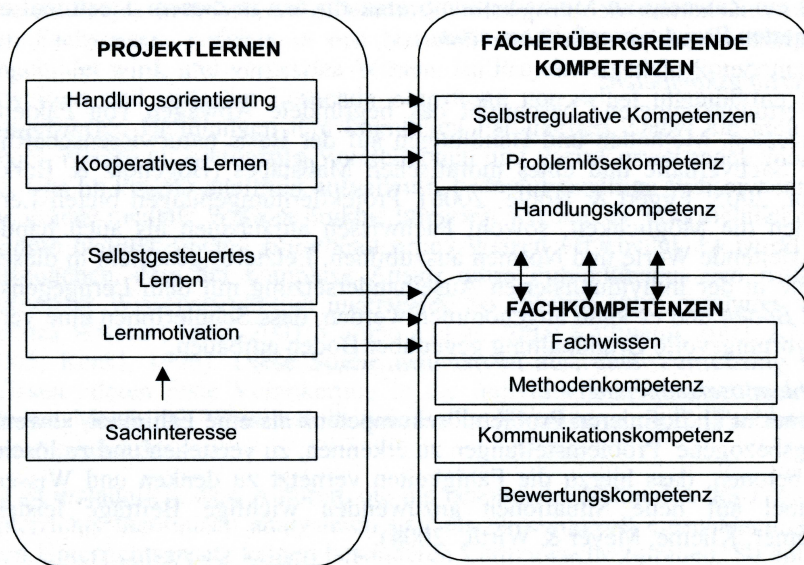 PROJEKTLERNEN
Handlungsorientierung
Kooperatives Lernen
Selbstgesteuertes
Lernen
Lernmotivation
Sachinteresse
FÄCHERÜBERGREIFENDE
KOMPETENZEN
Selbstregulative Kompetenzen
Problemlösekompetenz
Handlungskompetenz
FACHKOMPETENZEN
Fachwissen
Methodenkompetenz
Kommunikationskompetenz
Bewertungskompetenz